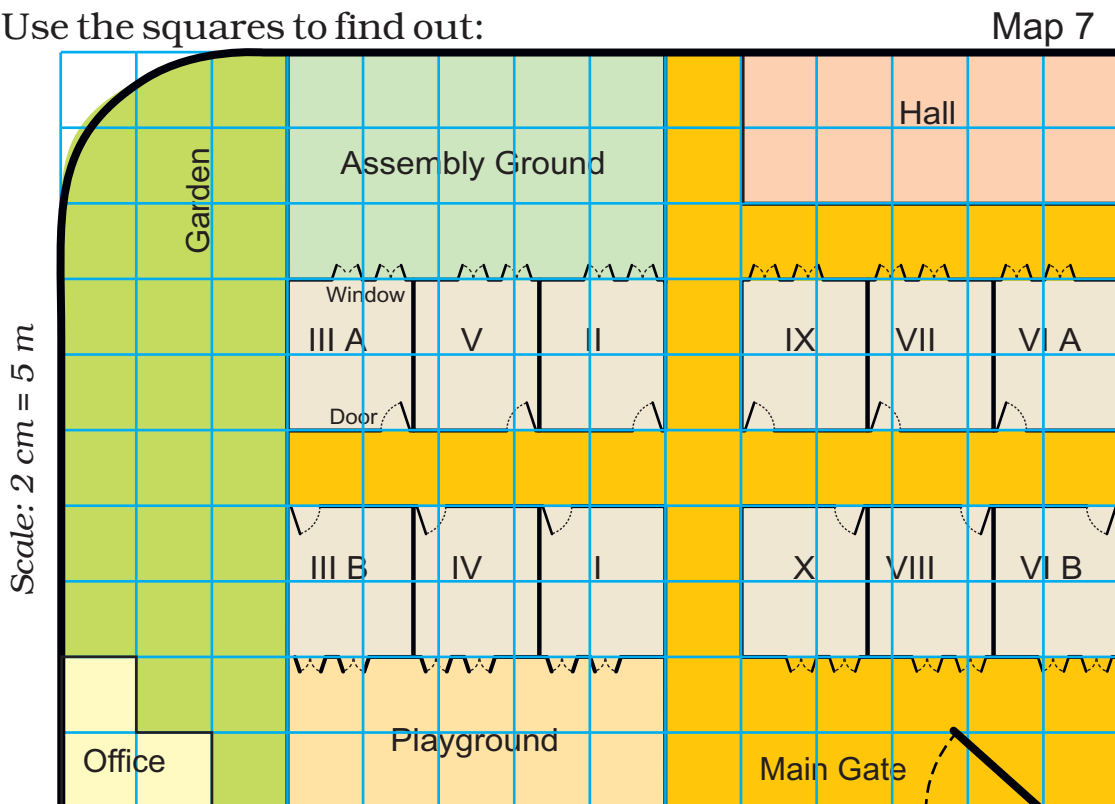 Use the squares to find out:
Map 7
Hall
Assembly Ground
Garden
Window
III A
V
II
IX
VII
VI A
Door
Scale: 2 cm = 5 m
III B
IV
I
X
VIII
VI B
Playground
Office
Main Gate